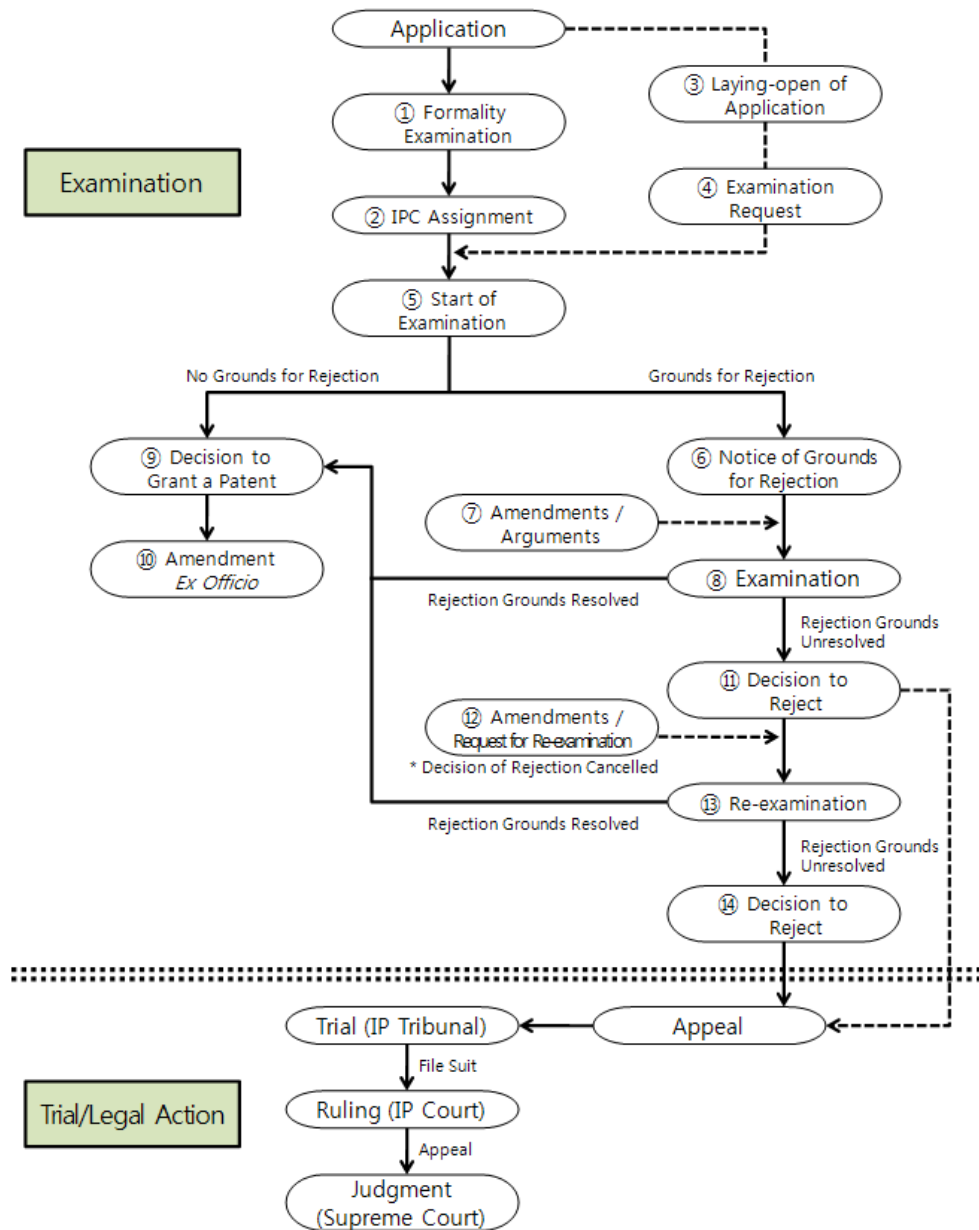 Application
③ Laying-open of
Application
① Formality
Examination
Examination
④ Examination
Request
② IPC Assignment
⑤ Start of
Examination
No Grounds for Rejection
Grounds for Rejection
⑨ Decision to
Grant a Patent
⑥ Notice of Grounds
for Rejection
⑦ Amendments /
Arguments
⑩ Amendment
Ex Officio
⑧ Examination
Rejection Grounds Resolved
Rejection Grounds
Unresolved
⑪ Decision to
Reject
⑫ Amendments /
Request for Re-examination
* Decision of Rejection Cancelled
⑬ Re-examination
Rejection Grounds Resolved
Rejection Grounds
Unresolved
⑭ Decision to
Reject
Trial (IP Tribunal)
Appeal
File Suit
Trial/Legal Action
Ruling (IP Court)
Appeal
Judgment
(Supreme Court)